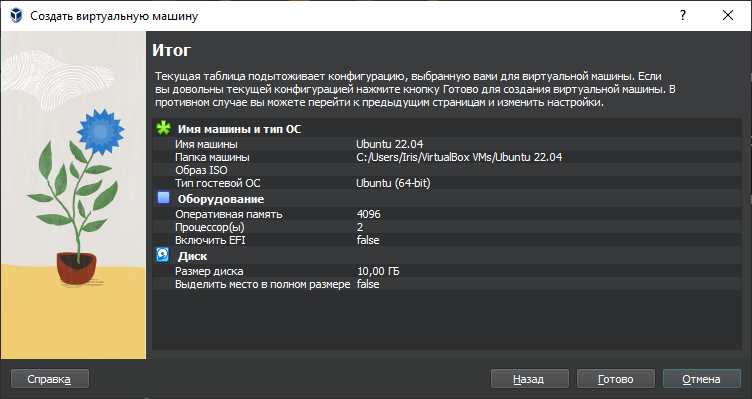 Создать виртуальную машину
?
Итог
Текущая таблица подытоживает конфигурацию, выбранную вами для виртуальной машины. Если
вы довольны текущей конфигурацией нажмите кнопку Готово для создания виртуальной машины. В
противном случае вы можете перейти к предыдущим страницам и изменить настройки.
Имя машины и тип ОС
Имя машины Ubuntu 22.04
Папка машины C:/Users/Iris/VirtualBox VMs/Ubuntu 22.04
Образ ISO
Тип гостевой ОС Ubuntu (64-bit)
Оборудование
Оперативная память 4096
Процессор(ы) 2
Включить EFI false
Диск
Размер диска 10,00 ГБ
Выделить место в полном размере false
Справка Назад Готово Отмена